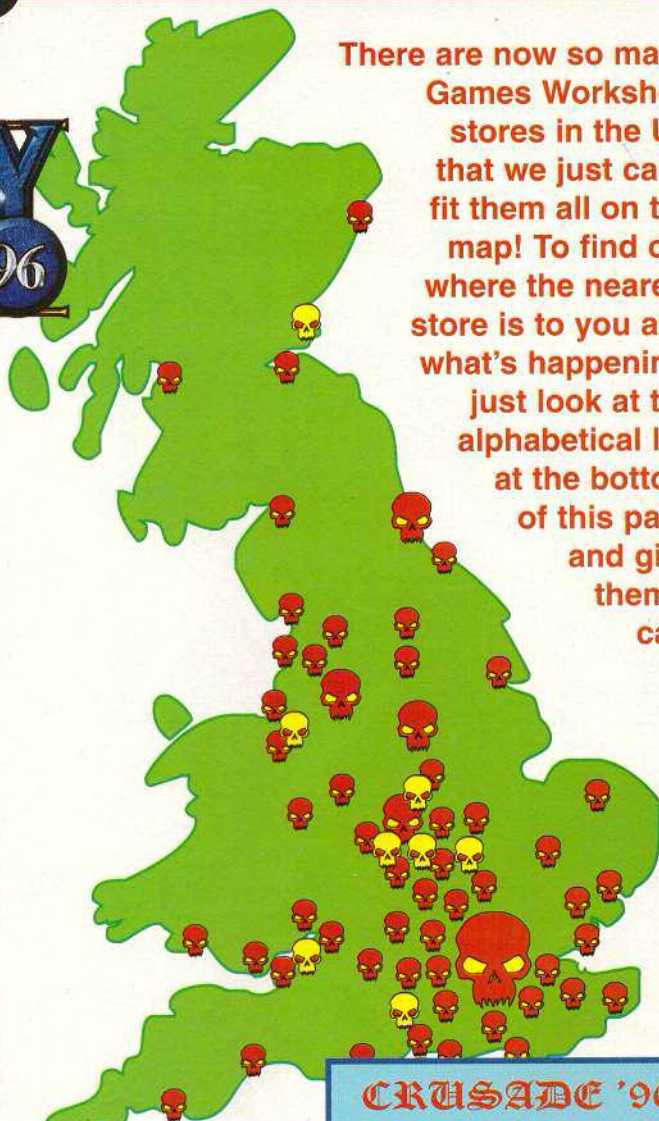 There are now so ma
Games Worksh
stores in the U
that we just ca
fit them all on t
map! To find o
where the neare
store is to you a
what's happenin
just look at t
alphabetical l
at the botto
of this pa
and gi
them
ca
Y
96
CRUSADE '96